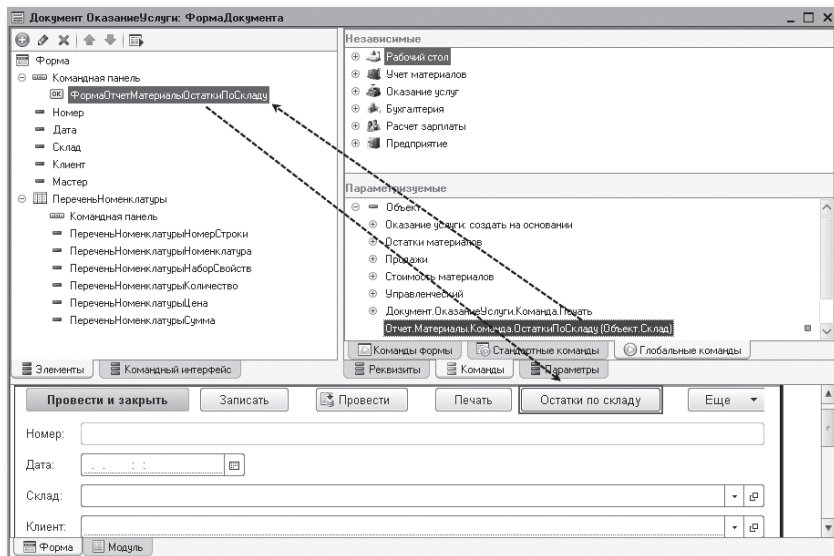 Документ ОказаниеУслуги: ФормаДокумента
Форма
Командная панель
ФормаОтчетМатериалыОстаткиПоСкладу
Номер
Дата
Склад
Клиент
Мастер
ПереченьНоменклатуры
Командная панель
ПереченьНоменклатурыНомерСтроки
ПереченьНоменклатурыНоменклатура
ПереченьНоменклатурыНаборСвойств
ПереченьНоменклатурыКоличество
ПереченьНоменклатурыЦена
ПереченьНоменклатурыСумма
Элементы Командный интерфейс
Независимые
Рабочий стол
Учет материалов
Оказание услуг
Бухгалтерия
Расчет зарплаты
Предприятие
Параметризуемые
Объект
Оказание услуги: создать на основании
Остатки материалов
Продажи
Стоимость материалов
Управленческий
Документ.ОказаниеУслуги.Команда.Печать
Отчет.Материалы.Команда.ОстаткиПоСкладу (Объект.Склад)
Команды формы Стандартные команды Глобальные команды
Реквизиты Команды Параметры
Провести и закрыть Записать Провести Печать Остатки по складу Еще
Номер:
Дата: . . : :
Склад:
Клиент:
Форма Модуль